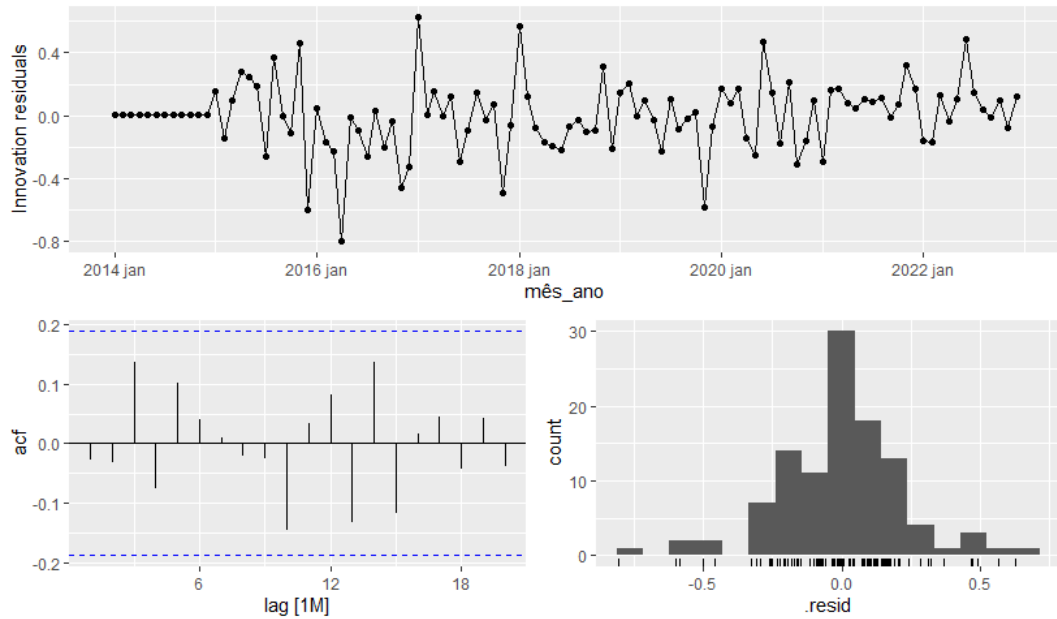 Innovation residuals
0.4
0.0
-0.4
-0.8
2014 jan
2016 jan
2018 jan
2020 jan
2022 jan
mês_ano
acf
0.2
0.1
0.0
-0.1
-0.2
6
12
18
lag [1M]
count
30
20
10
0
-0.5
0.0
0.5
.resid